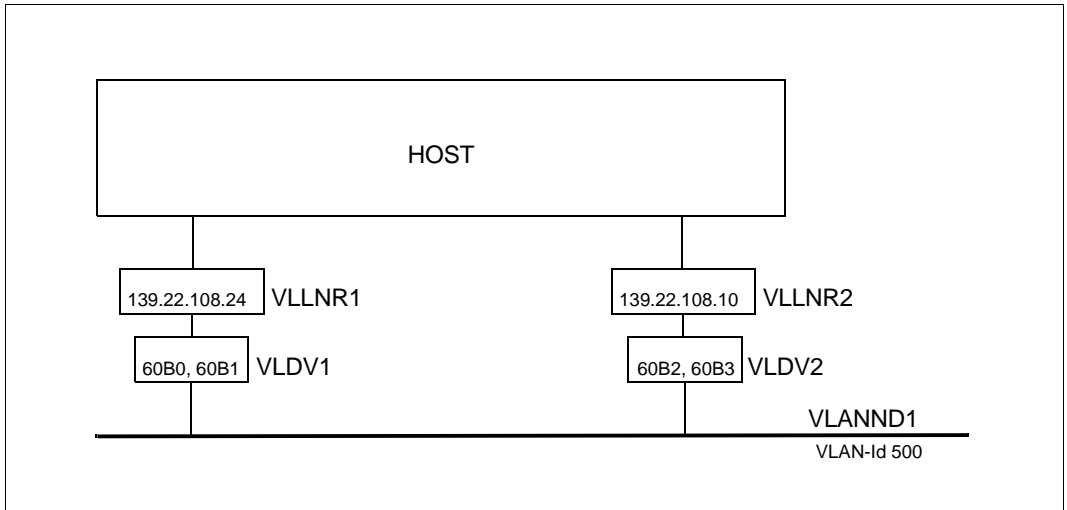 HOST
139.22.108.24 VLLNR1
139.22.108.10 VLLNR2
60B0, 60B1 VLDV1
60B2, 60B3 VLDV2
VLANND1
VLAN-Id 500